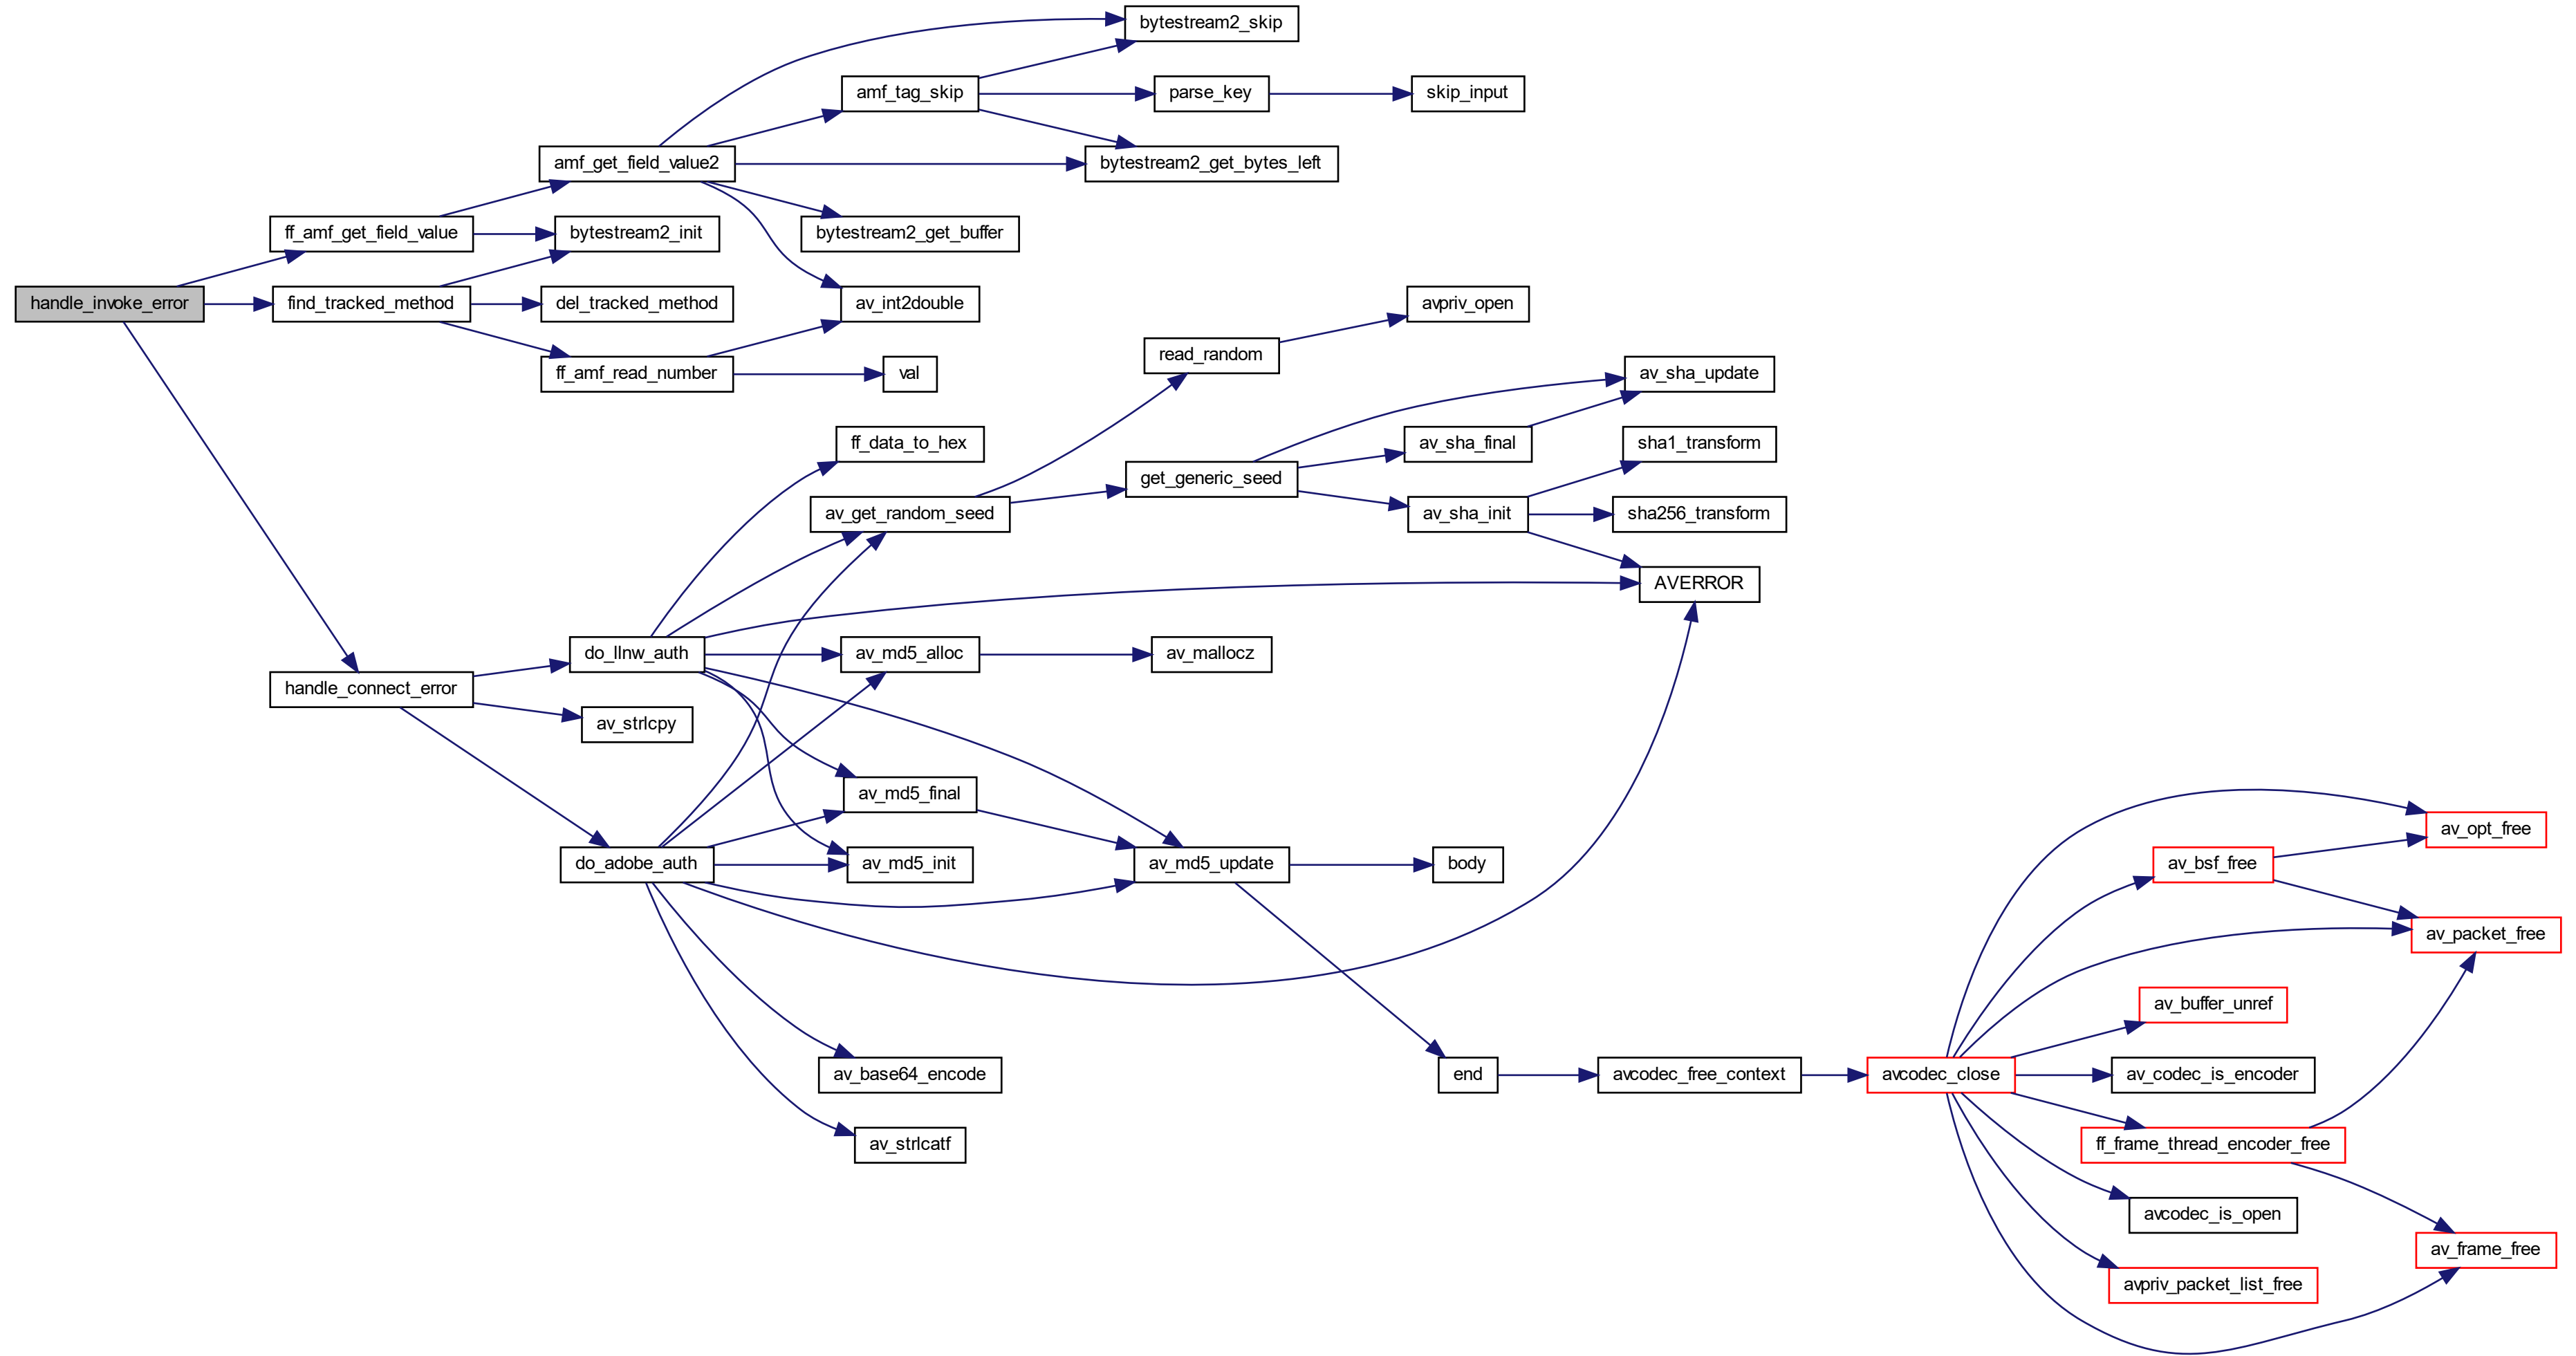 bytestream2_skip
amf_tag_skip
parse_key
skip_input
amf_get_field_value2
bytestream2_get_bytes_left
ff_amf_get_field_value
bytestream2_init
bytestream2_get_buffer
handle_invoke_error
find_tracked_method
del_tracked_method
av_int2double
avpriv_open
read_random
ff_amf_read_number
val
av_sha_update
ff_data_to_hex
av_sha_final
sha1_transform
get_generic_seed
av_get_random_seed
av_sha_init
sha256_transform
AVERROR
do_llnw_auth
av_md5_alloc
av_mallocz
handle_connect_error
av_strlcpy
av_md5_final
av_opt_free
do_adobe_auth
av_md5_init
av_md5_update
body
av_bsf_free
av_packet_free
av_buffer_unref
av_base64_encode
end
avcodec_free_context
avcodec_close
av_codec_is_encoder
av_strlcatf
ff_frame_thread_encoder_free
avcodec_is_open
av_frame_free
avpriv_packet_list_free